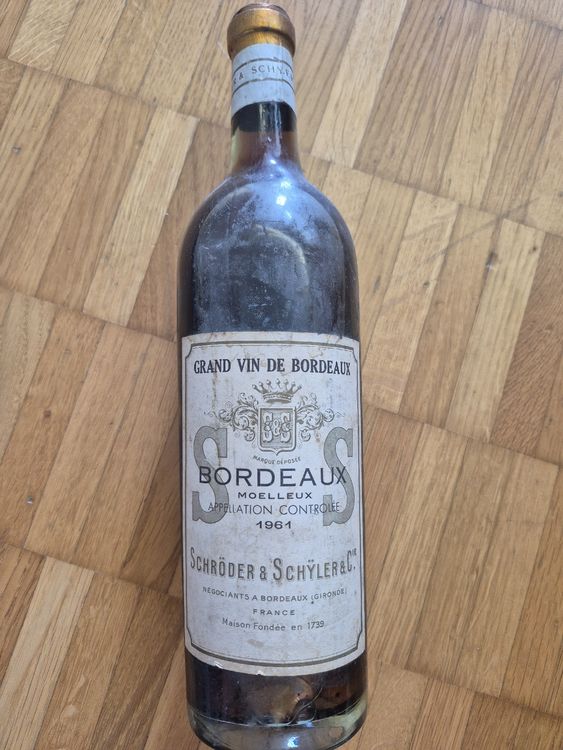 & SCHŸLE
GRAND VIN DE BORDEAUX
S&S
MARQUE DÉPOSÉE
S S
BORDEAUX
MOELLEUX
APPELLATION CONTROLÉE
1961
SCHRÖDER & SCHŸLER & CIE
NÉGOCIANTS A BORDEAUX (GIRONDE)
FRANCE
Maison Fondée en 1739